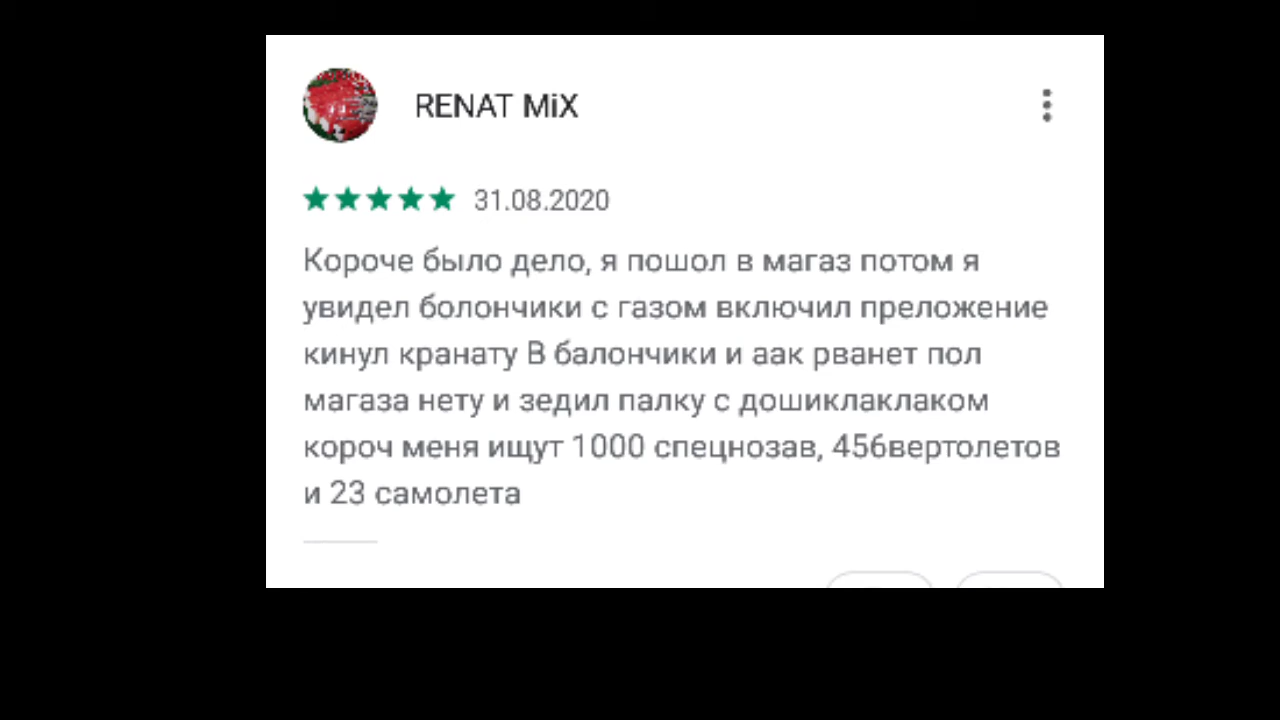 RENAT MiX
31.08.2020
Короче было дело, я пошол в магаз потом я
увидел болончики с газом включил преложение
кинул кранату В балончики и аак рванет пол
магаза нету и зедил палку с дошиклаклаком
короч меня ищут 1000 спецнозав, 456вертолетов
и 23 самолета